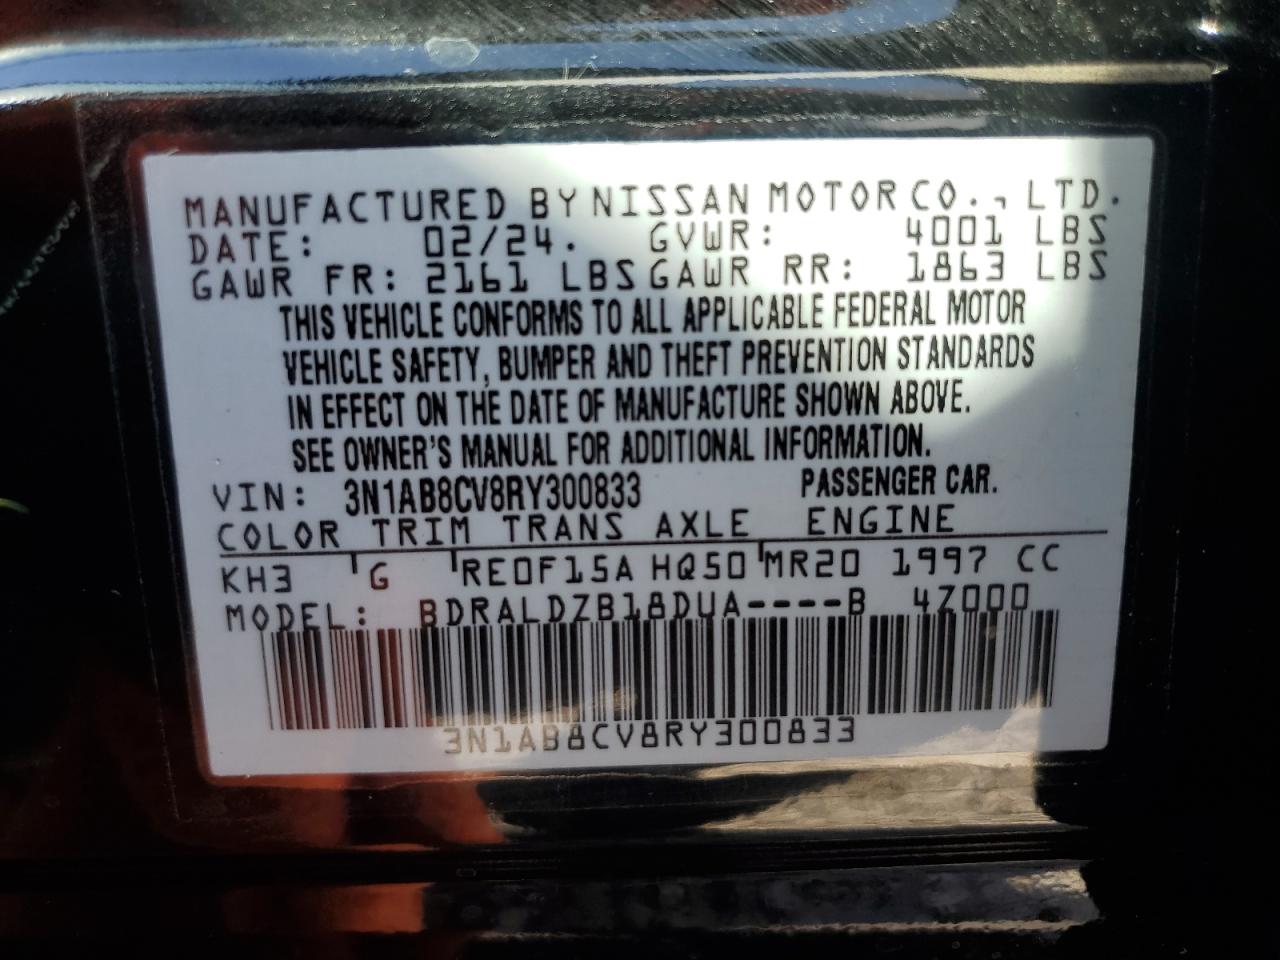 MANUFACTURED BY NISSAN MOTOR CO., LTD.
DATE: 02/24. GVWR: 4001 LBS
GAWR FR: 2161 LBS GAWR RR: 1863 LBS
THIS VEHICLE CONFORMS TO ALL APPLICABLE FEDERAL MOTOR
VEHICLE SAFETY, BUMPER AND THEFT PREVENTION STANDARDS
IN EFFECT ON THE DATE OF MANUFACTURE SHOWN ABOVE.
SEE OWNER'S MANUAL FOR ADDITIONAL INFORMATION.
VIN: 3N1AB8CV8RY300833 PASSENGER CAR.
COLOR TRIM TRANS AXLE ENGINE
KH3 G RE0F15A HQ50 MR20 1997 CC
MODEL: BDRALDZB18DUA----B 4Z000
3N1AB8CV8RY300833